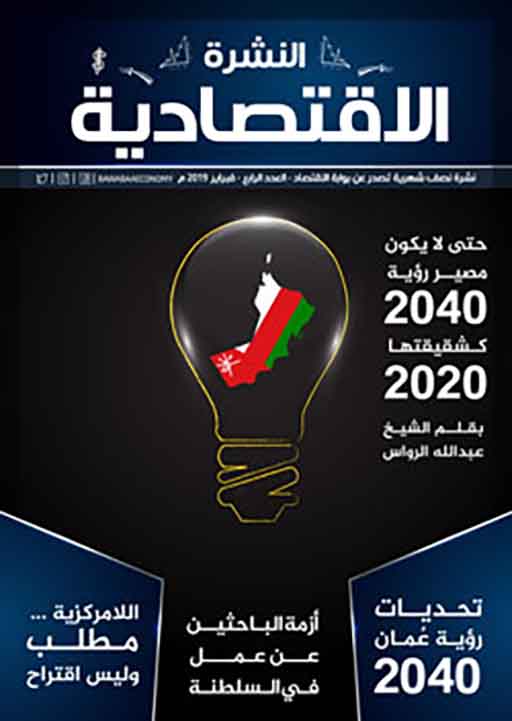 النشرة
الاقتصادية
نشرة نصف شهرية تصدر عن بوابة الاقتصاد - العدد الرابع - فبراير 2019 م
حتى لا يكون
مصير رؤية
2040
كشقيقتها
2020
بقلم الشيخ
عبدالله الرواس
تحديات
رؤية عُمان
2040
أزمة الباحثين
عن عمل
في السلطنة
اللامركزية ...
مطلب
وليس اقتراح